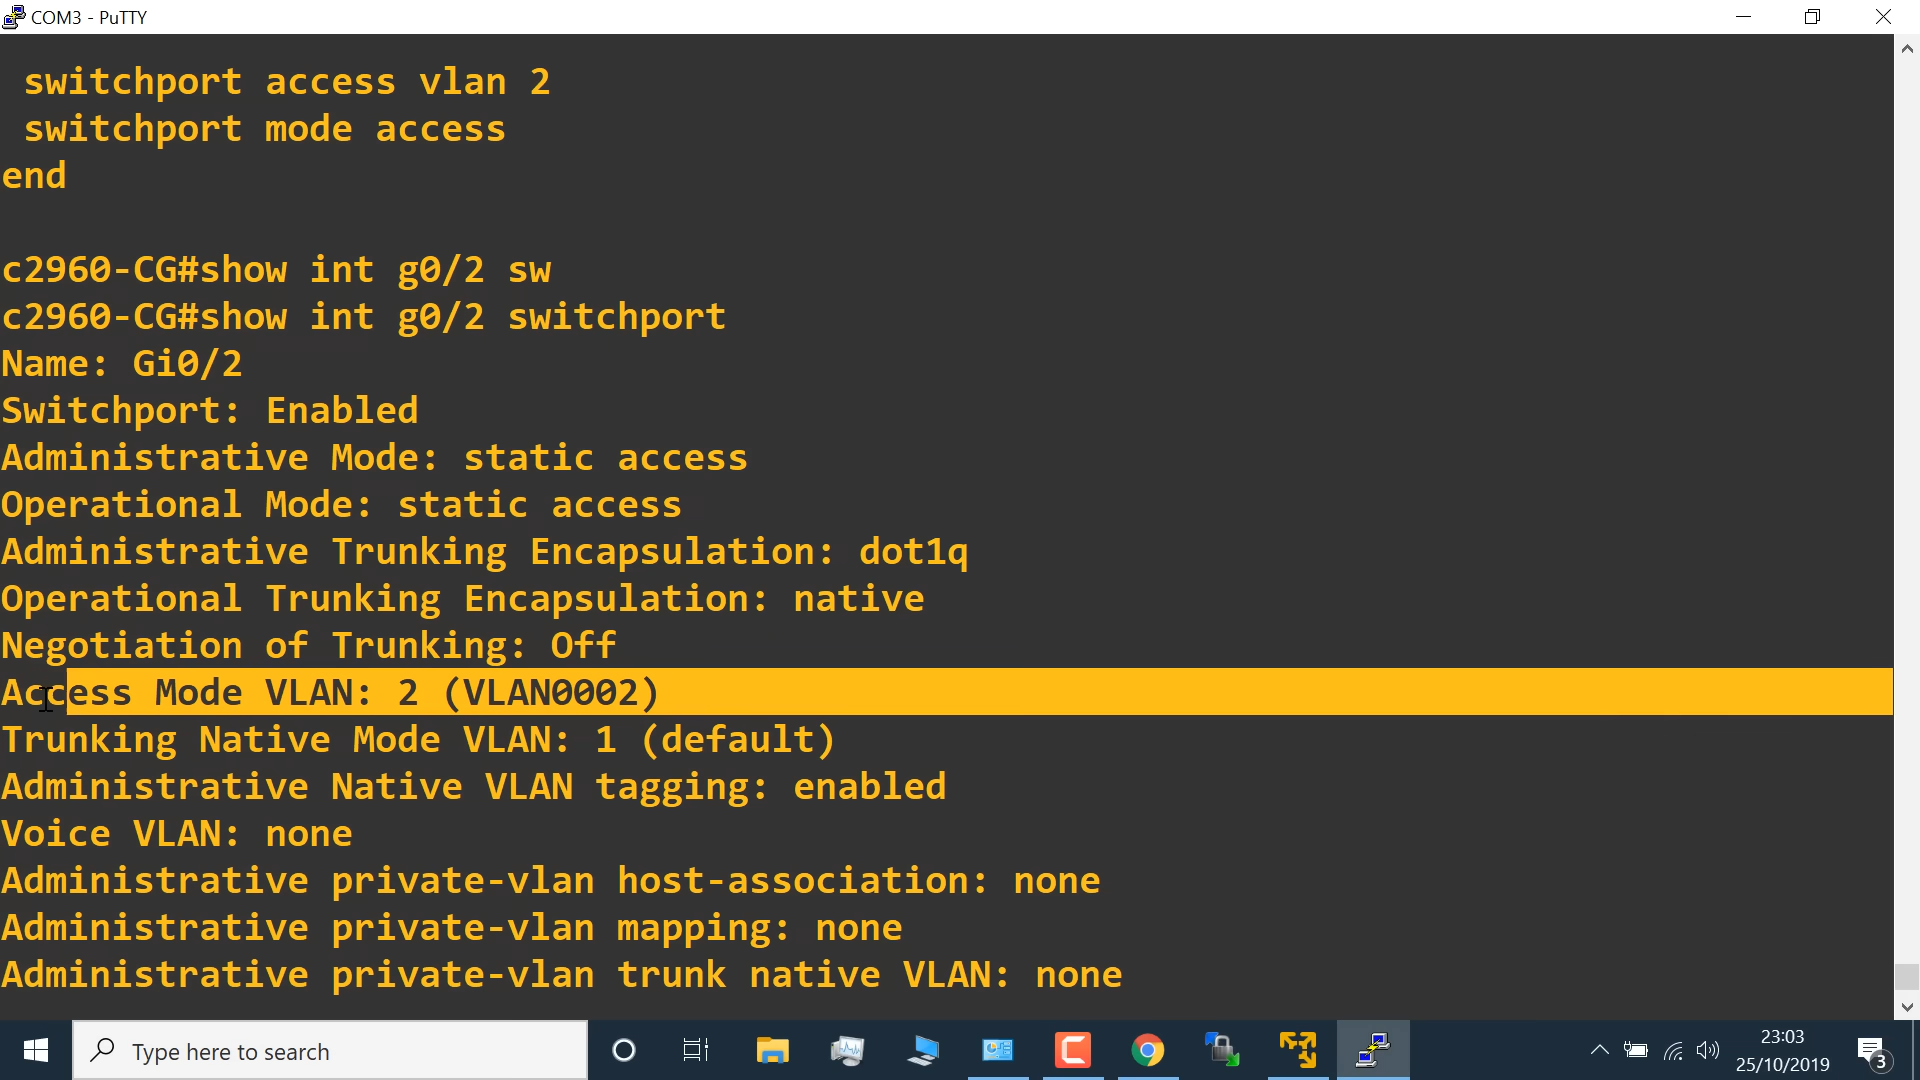 COM3 - PuTTY
switchport access vlan 2
switchport mode access
end
c2960-CG#show int g0/2 sw
c2960-CG#show int g0/2 switchport
Name: Gi0/2
Switchport: Enabled
Administrative Mode: static access
Operational Mode: static access
Administrative Trunking Encapsulation: dot1q
Operational Trunking Encapsulation: native
Negotiation of Trunking: Off
Access Mode VLAN: 2 (VLAN0002)
Trunking Native Mode VLAN: 1 (default)
Administrative Native VLAN tagging: enabled
Voice VLAN: none
Administrative private-vlan host-association: none
Administrative private-vlan mapping: none
Administrative private-vlan trunk native VLAN: none
Type here to search
23:03
25/10/2019
3